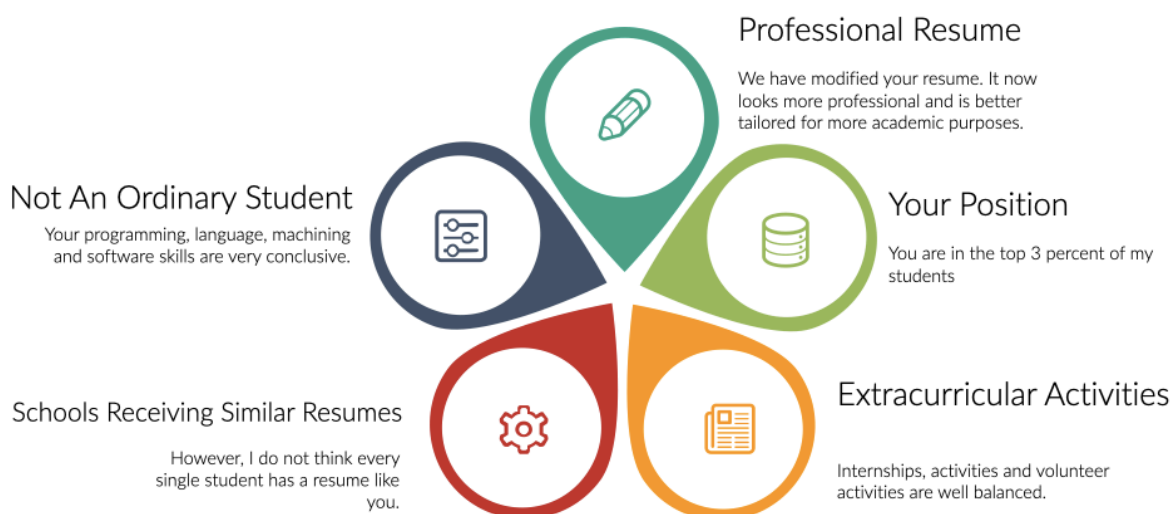 Professional Resume
We have modified your resume. It now
looks more professional and is better
tailored for more academic purposes.
Not An Ordinary Student
Your programming, language, machining
and software skills are very conclusive.
Your Position
You are in the top 3 percent of my
students
Schools Receiving Similar Resumes
However, I do not think every
single student has a resume like
you.
Extracurricular Activities
Internships, activities and volunteer
activities are well balanced.